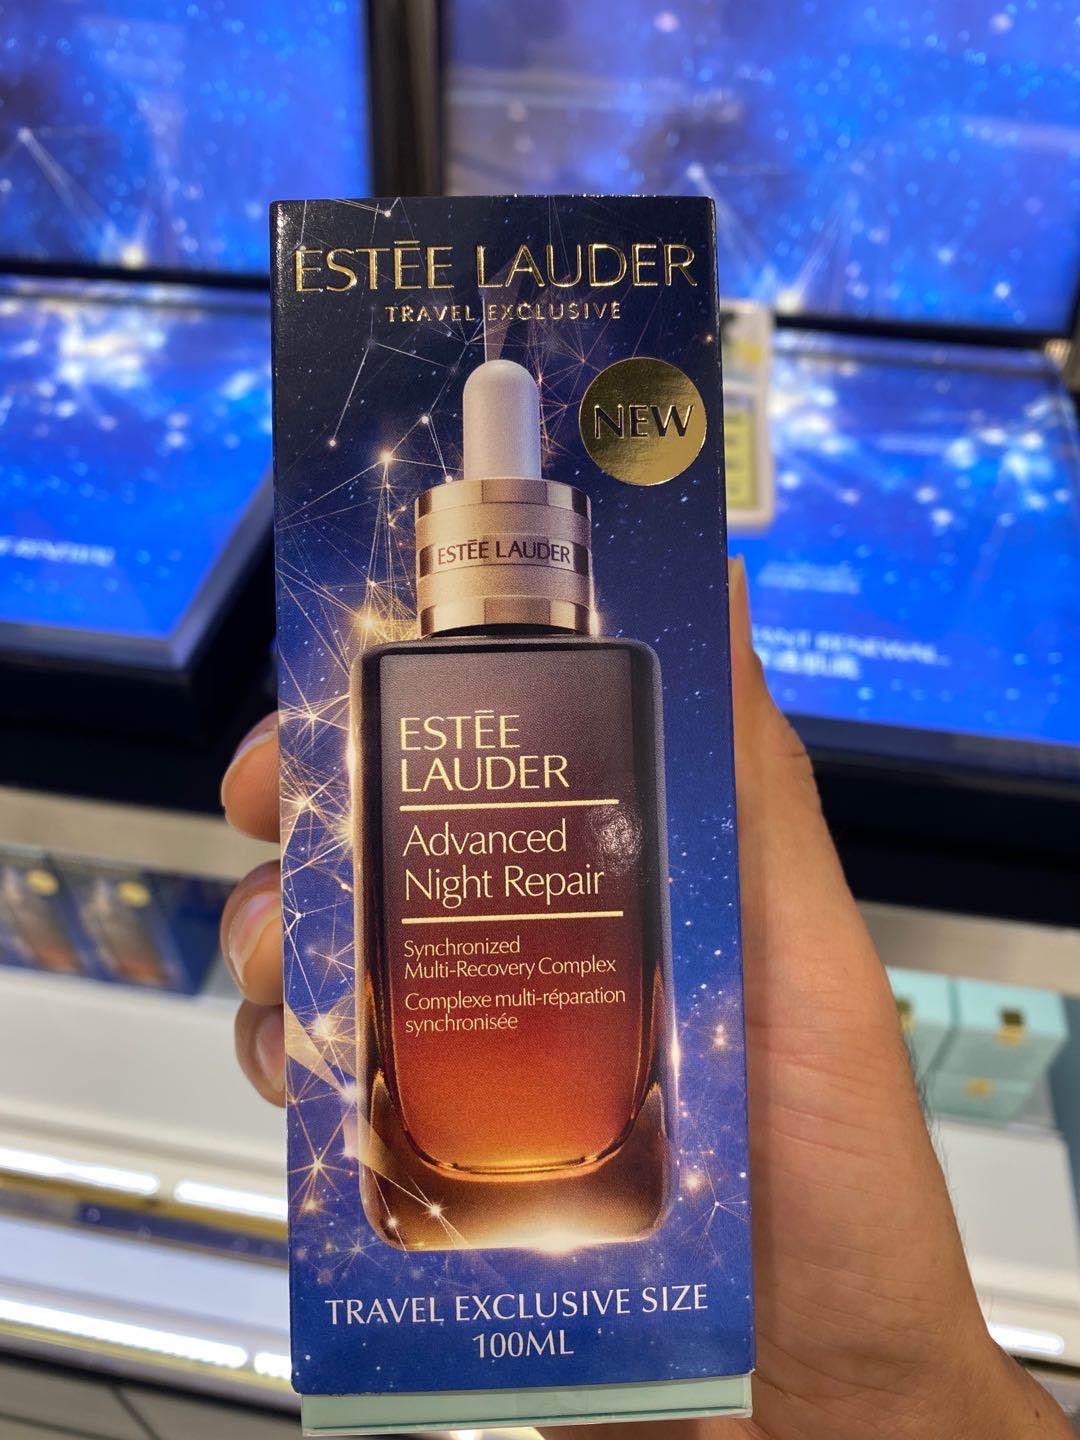 ESTĒE LAUDER
TRAVEL EXCLUSIVE
NEW
ESTĒE LAUDER
ESTĒE
LAUDER
Advanced
Night Repair
Synchronized
Multi-Recovery Complex
Complexe multi-réparation
synchronisée
TRAVEL EXCLUSIVE SIZE
100ML
RENEWAL